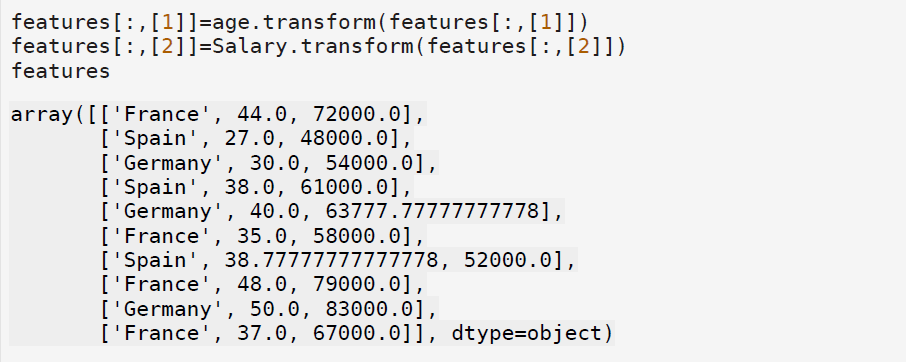 features[:,[1]]=age.transform(features[:,[1]])
features[:,[2]]=Salary.transform(features[:,[2]])
features
array([['France', 44.0, 72000.0],
       ['Spain', 27.0, 48000.0],
       ['Germany', 30.0, 54000.0],
       ['Spain', 38.0, 61000.0],
       ['Germany', 40.0, 63777.77777777778],
       ['France', 35.0, 58000.0],
       ['Spain', 38.77777777777778, 52000.0],
       ['France', 48.0, 79000.0],
       ['Germany', 50.0, 83000.0],
       ['France', 37.0, 67000.0]], dtype=object)